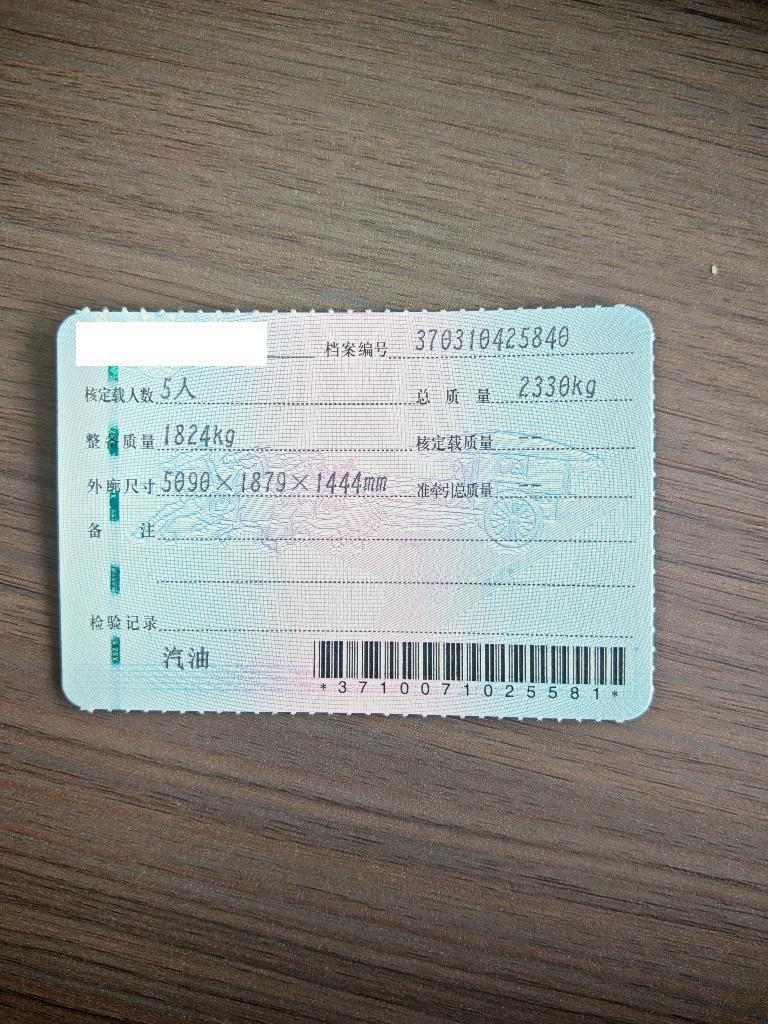 档案编号 370310425840
核定载人数 5人 总质量 2330kg
整备质量 1824kg 核定载质量 --
外廓尺寸 5090×1879×1444mm 准牵引总质量 --
备注
检验记录
汽油
*3710071025581*